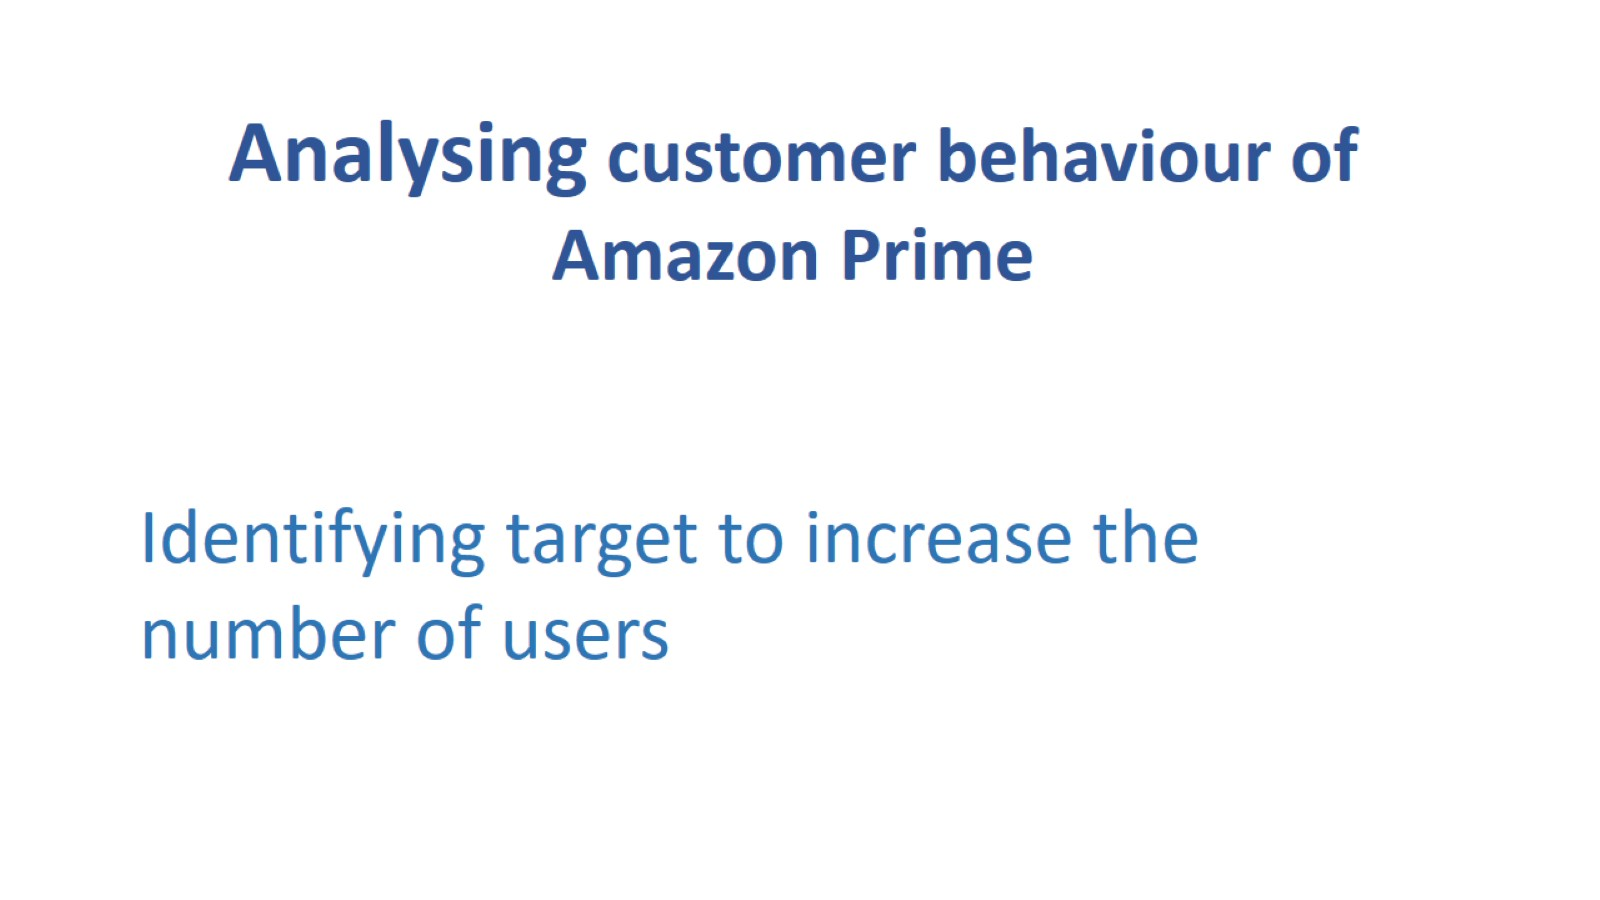 Analysing customer behaviour of
Amazon Prime
Identifying target to increase the
number of users